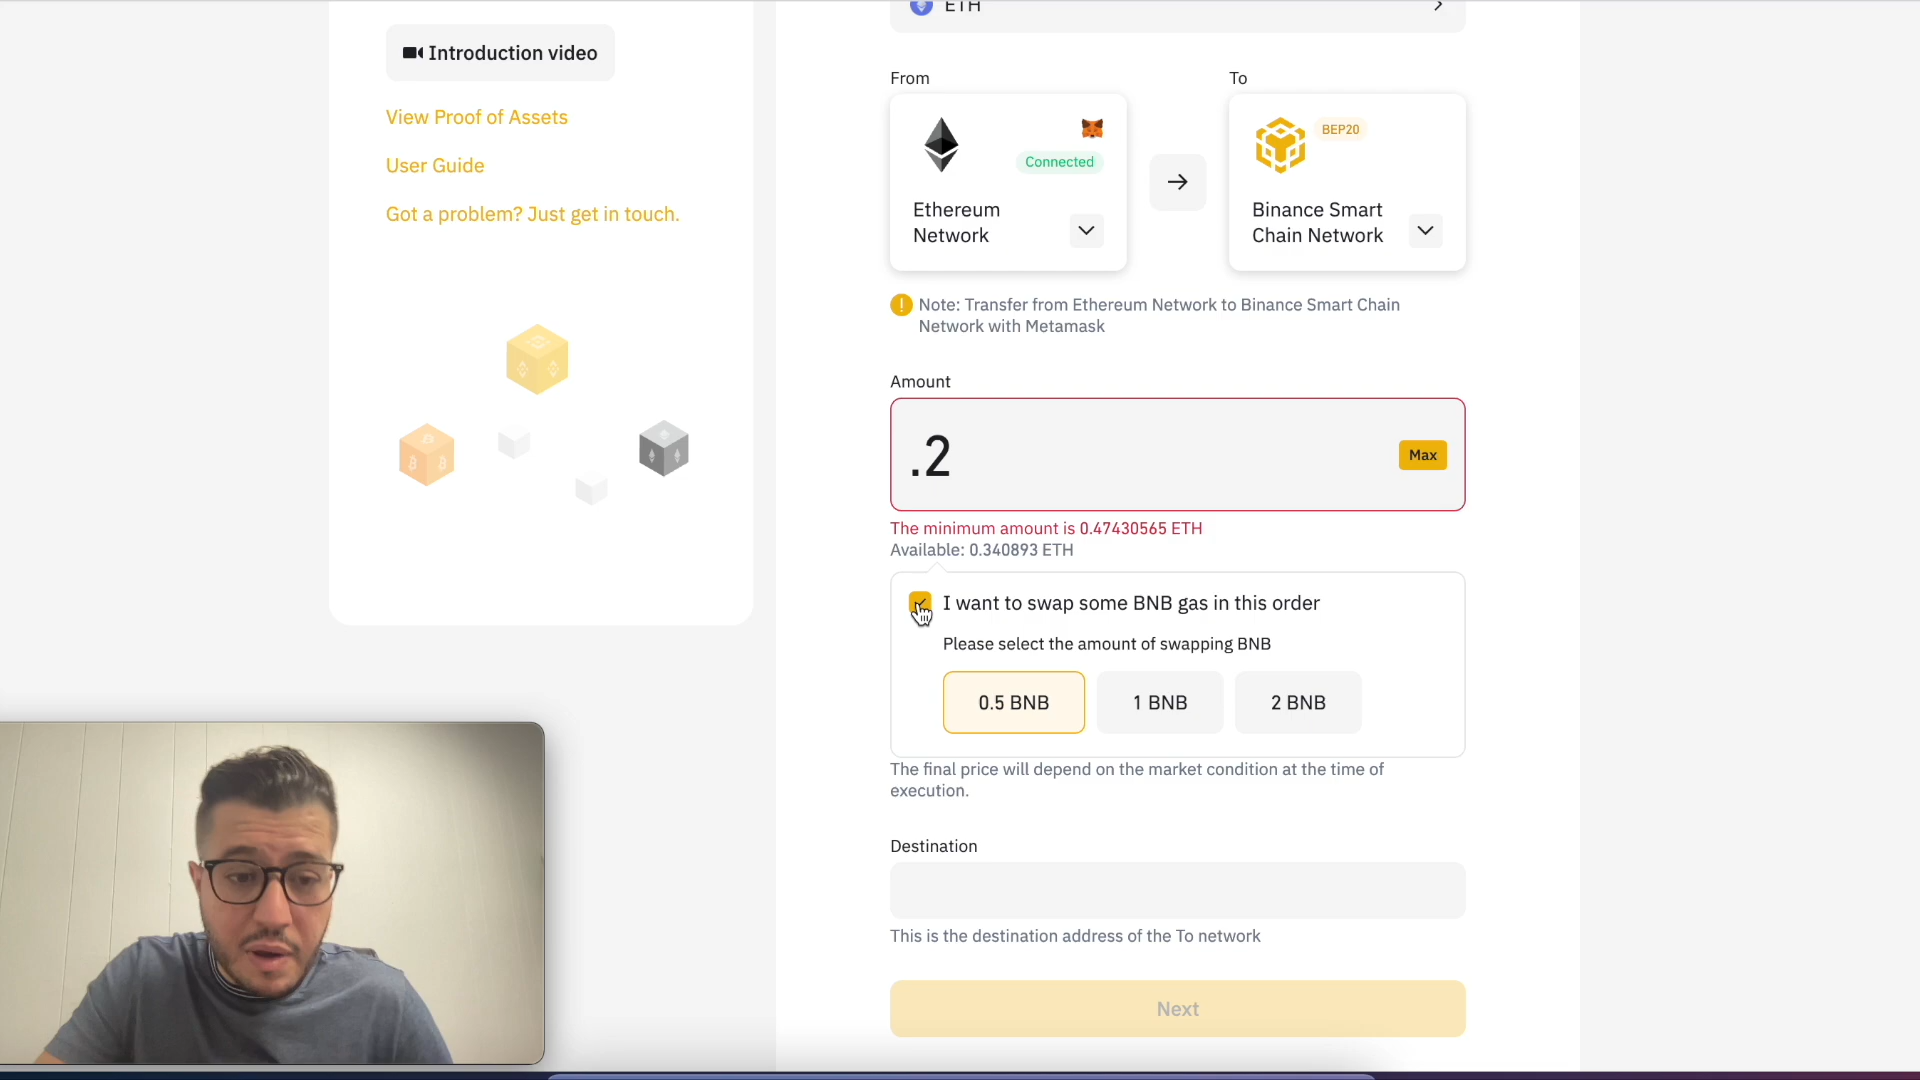 Introduction video
View Proof of Assets
User Guide
Got a problem? Just get in touch.
ETH
From
To
Connected
Ethereum
Network
BEP20
Binance Smart
Chain Network
Note: Transfer from Ethereum Network to Binance Smart Chain
Network with Metamask
Amount
.2
Max
The minimum amount is 0.47430565 ETH
Available: 0.340893 ETH
I want to swap some BNB gas in this order
Please select the amount of swapping BNB
0.5 BNB
1 BNB
2 BNB
The final price will depend on the market condition at the time of
execution.
Destination
This is the destination address of the To network
Next